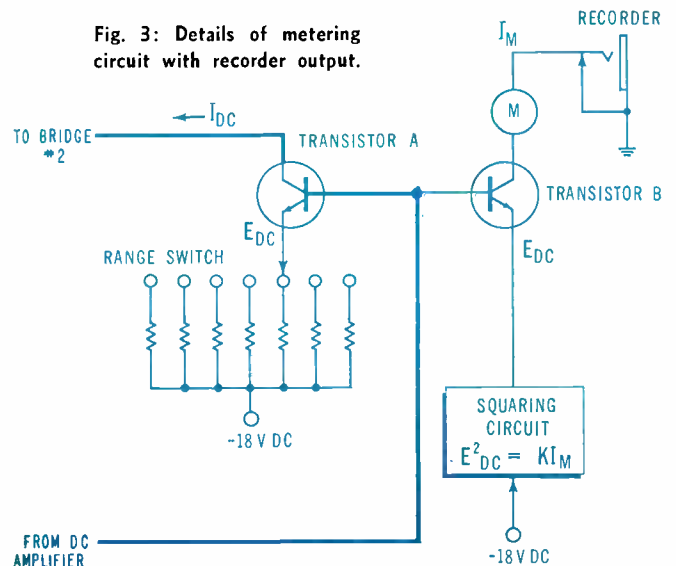 Fig. 3: Details of metering
circuit with recorder output.
RECORDER
I_M
M
I_DC
TO BRIDGE
#2
TRANSISTOR A
TRANSISTOR B
E_DC
E_DC
RANGE SWITCH
-18 V DC
SQUARING
CIRCUIT
E²_DC = KI_M
-18V DC
FROM DC
AMPLIFIER